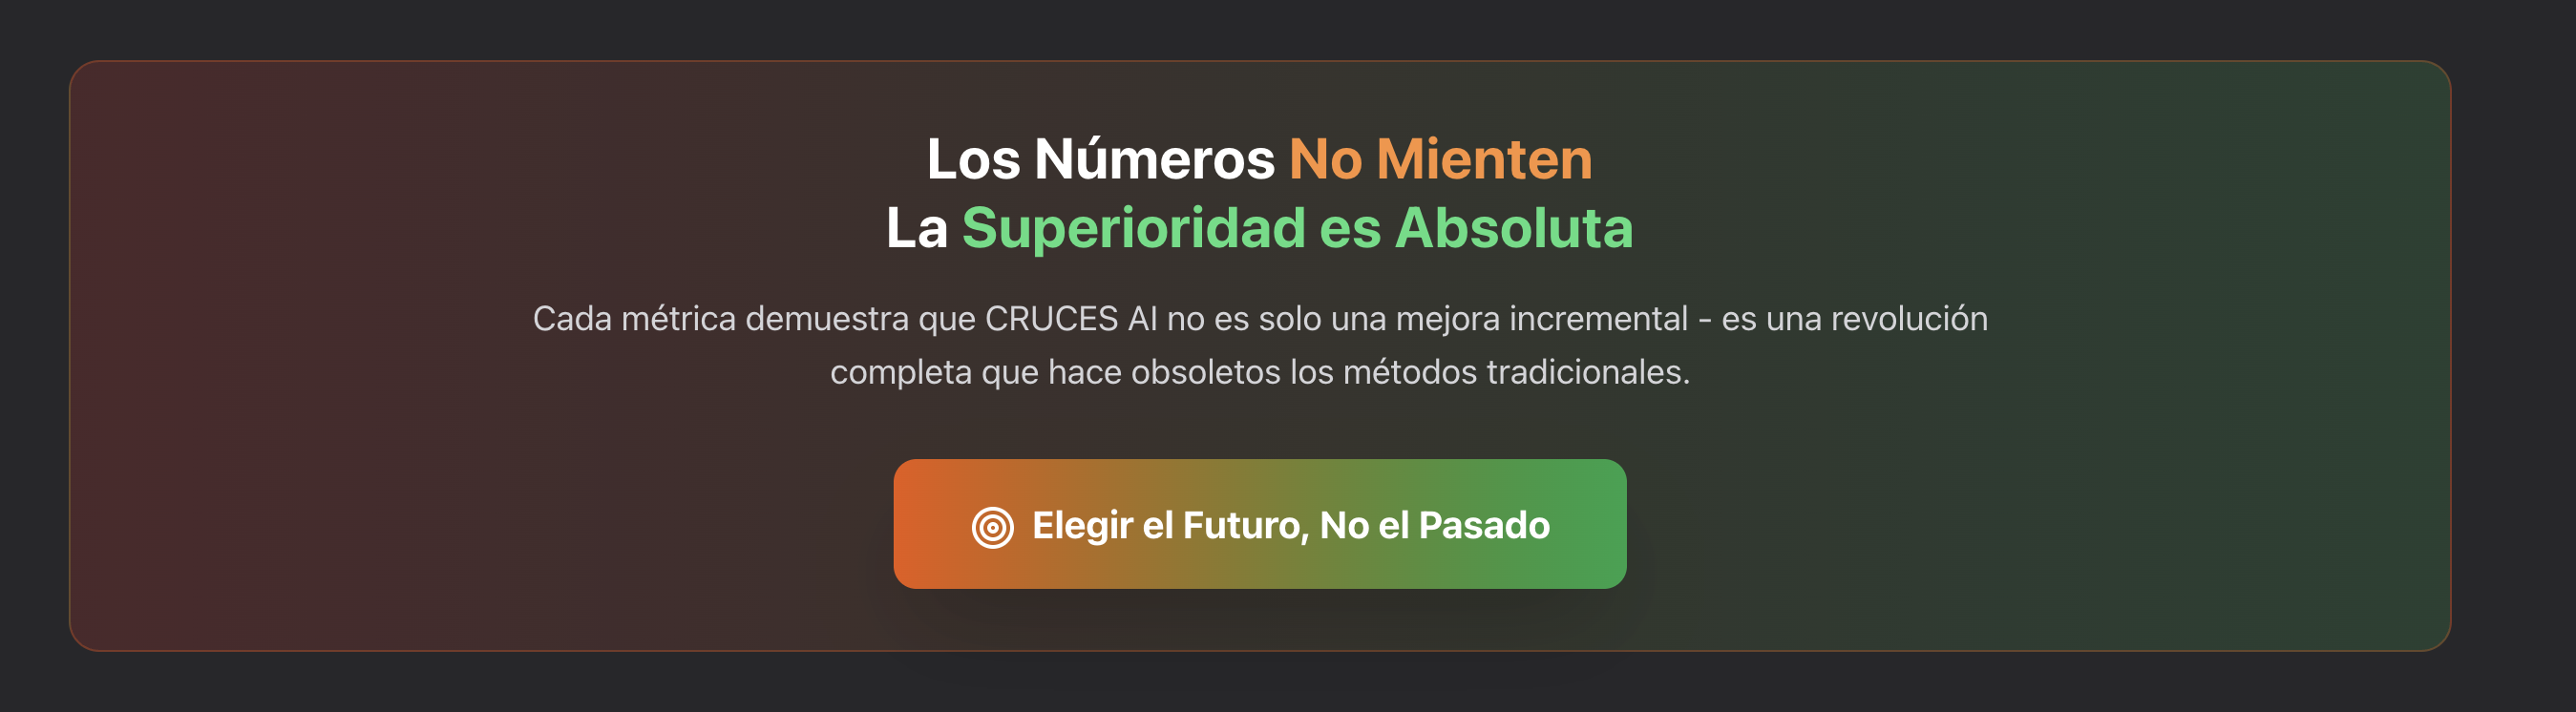 Los Números No Mienten
La Superioridad es Absoluta
Cada métrica demuestra que CRUCES AI no es solo una mejora incremental - es una revolución
completa que hace obsoletos los métodos tradicionales.
Elegir el Futuro, No el Pasado